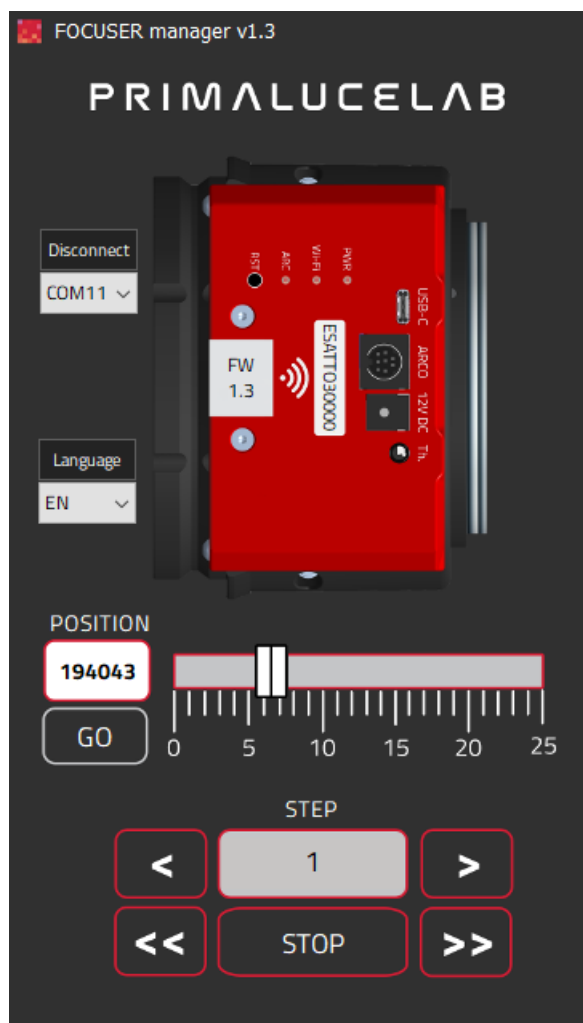 FOCUSER manager v1.3
PRIMALUCELAB
Disconnect
COM11
RST
ARC
Wi-Fi
PWR
USB-C
ARCO
12V DC
Th.
FW
1.3
ESATTO30000
Language
EN
POSITION
194043
GO
0 5 10 15 20 25
STEP
< 1 >
<< STOP >>